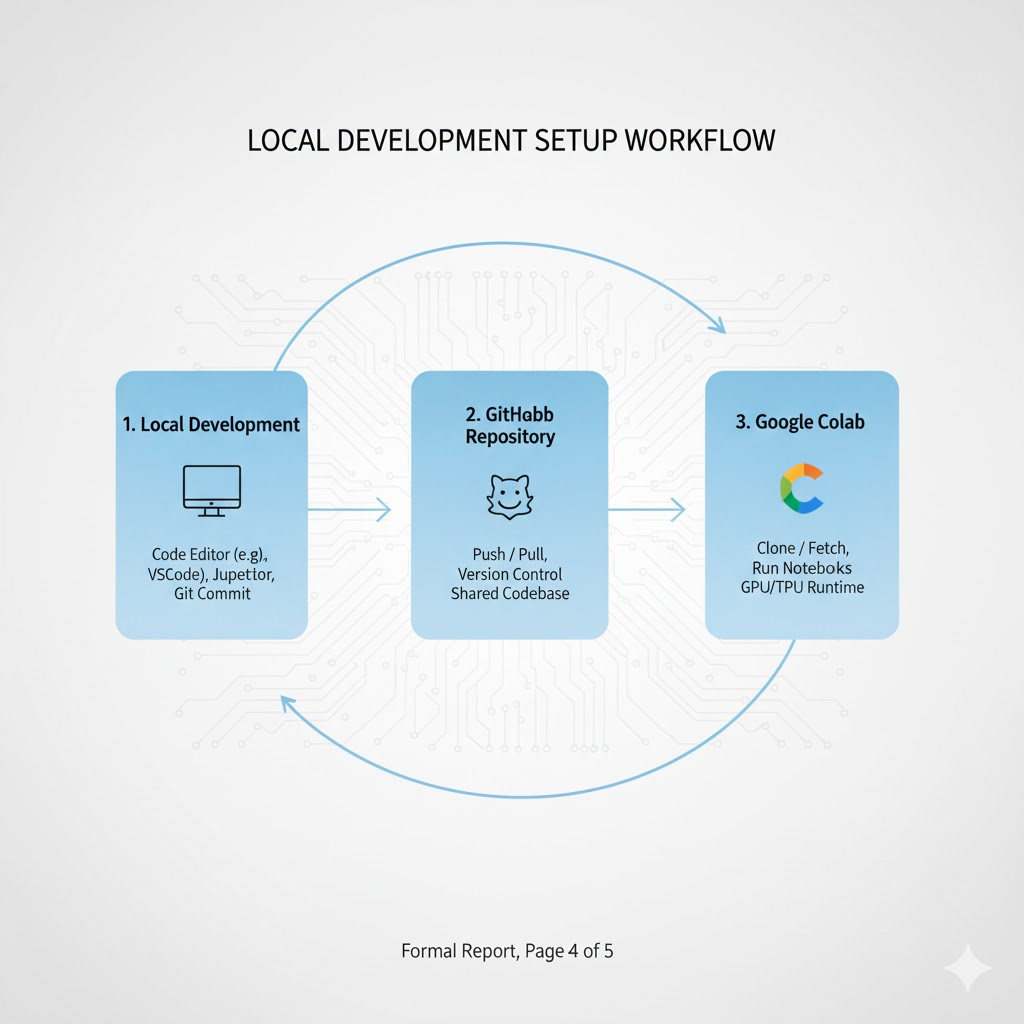 LOCAL DEVELOPMENT SETUP WORKFLOW
1. Local Development
Code Editor (e.g),
VSCode), Jupettor,
Git Commit
2. GitHabb
Repository
Push / Pull,
Version Control
Shared Codebase
3. Google Colab
Clone / Fetch,
Run Noteboks
GPU/TPU Runtime
Formal Report, Page 4 of 5